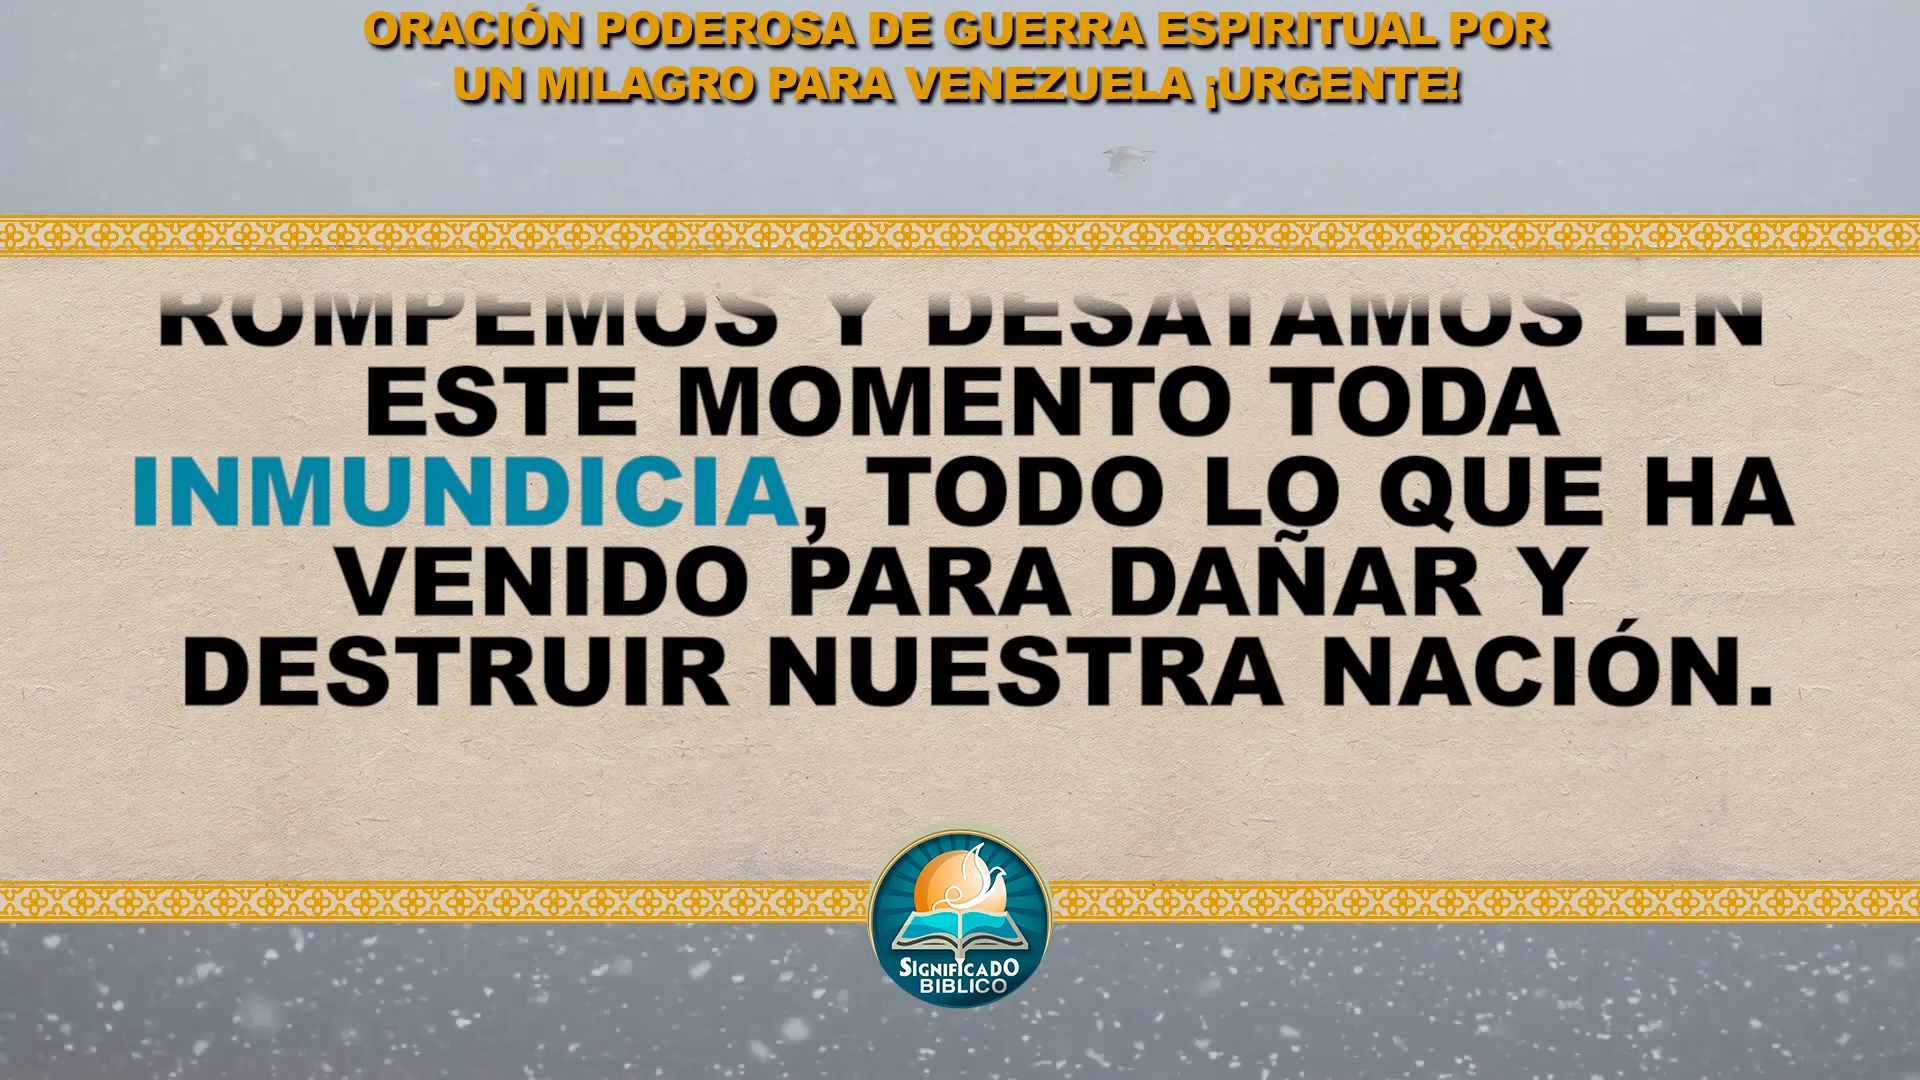 ORACIÓN PODEROSA DE GUERRA ESPIRITUAL POR
UN MILAGRO PARA VENEZUELA ¡URGENTE!
ROMPEMOS Y DESATAMOS EN
ESTE MOMENTO TODA
INMUNDICIA, TODO LO QUE HA
VENIDO PARA DAÑAR Y
DESTRUIR NUESTRA NACIÓN.
SIGNIFICADO
BIBLICO